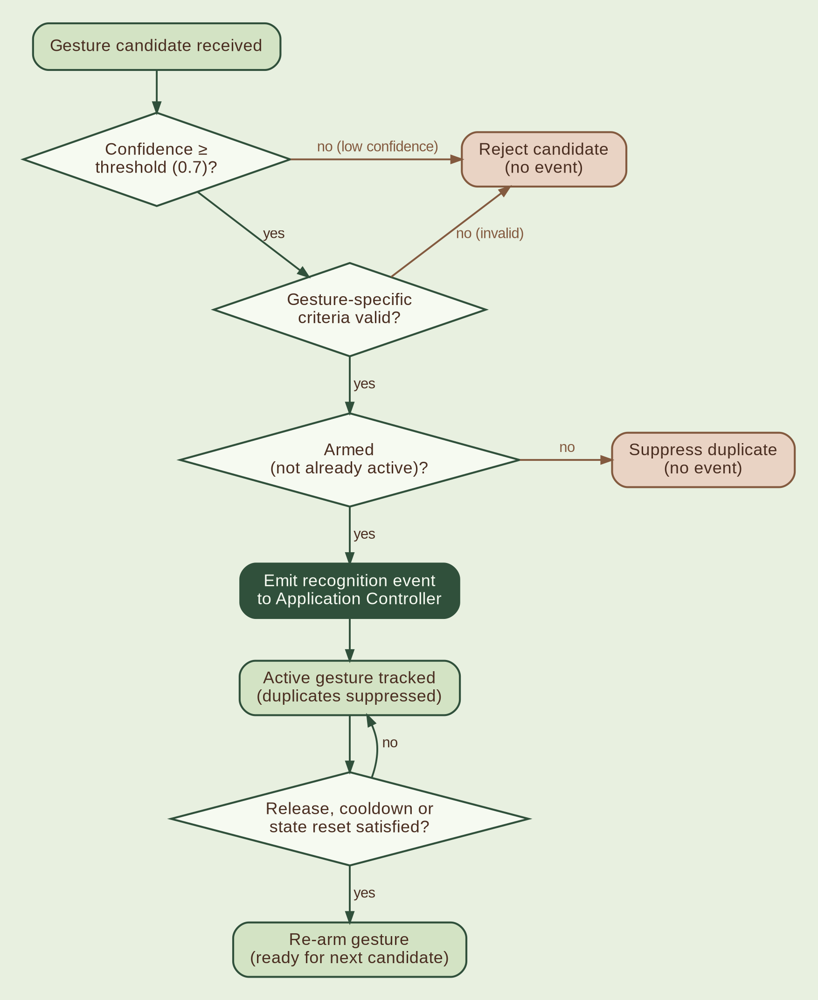 Gesture candidate received
Confidence ≥
threshold (0.7)?
no (low confidence)
Reject candidate
(no event)
yes
no (invalid)
Gesture-specific
criteria valid?
yes
Armed
(not already active)?
no
Suppress duplicate
(no event)
yes
Emit recognition event
to Application Controller
Active gesture tracked
(duplicates suppressed)
no
Release, cooldown or
state reset satisfied?
yes
Re-arm gesture
(ready for next candidate)